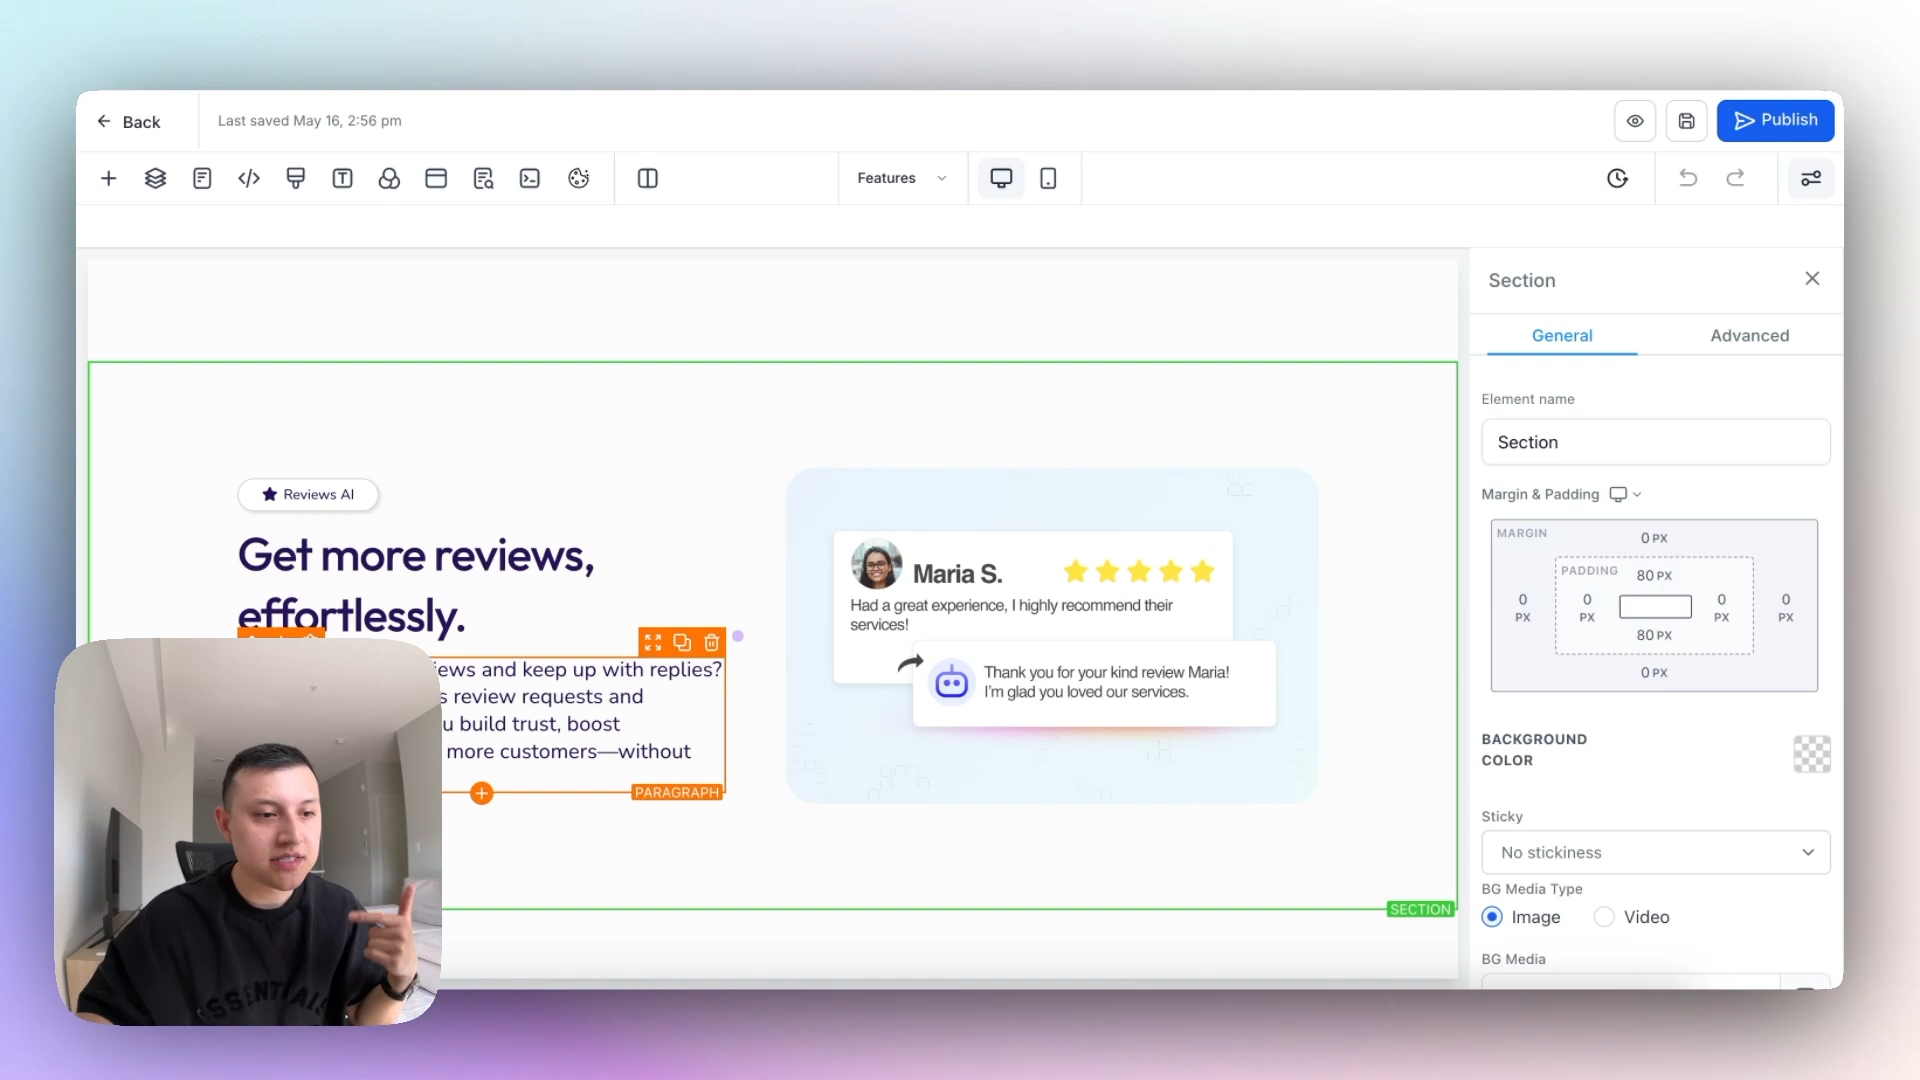 Back
Last saved May 16, 2:56 pm
Publish
Features
Section
General
Advanced
Element name
Section
Margin & Padding
MARGIN
0 PX
PADDING
80 PX
0 PX
0 PX
0 PX
0 PX
80 PX
0 PX
BACKGROUND
COLOR
Sticky
No stickiness
BG Media Type
Image
Video
BG Media
Reviews AI
Get more reviews,
effortlessly.
and keep up with replies?
review requests and
build trust, boost
more customers—without
PARAGRAPH
Maria S.
Had a great experience, I highly recommend their
services!
Thank you for your kind review Maria!
I'm glad you loved our services.
SECTION